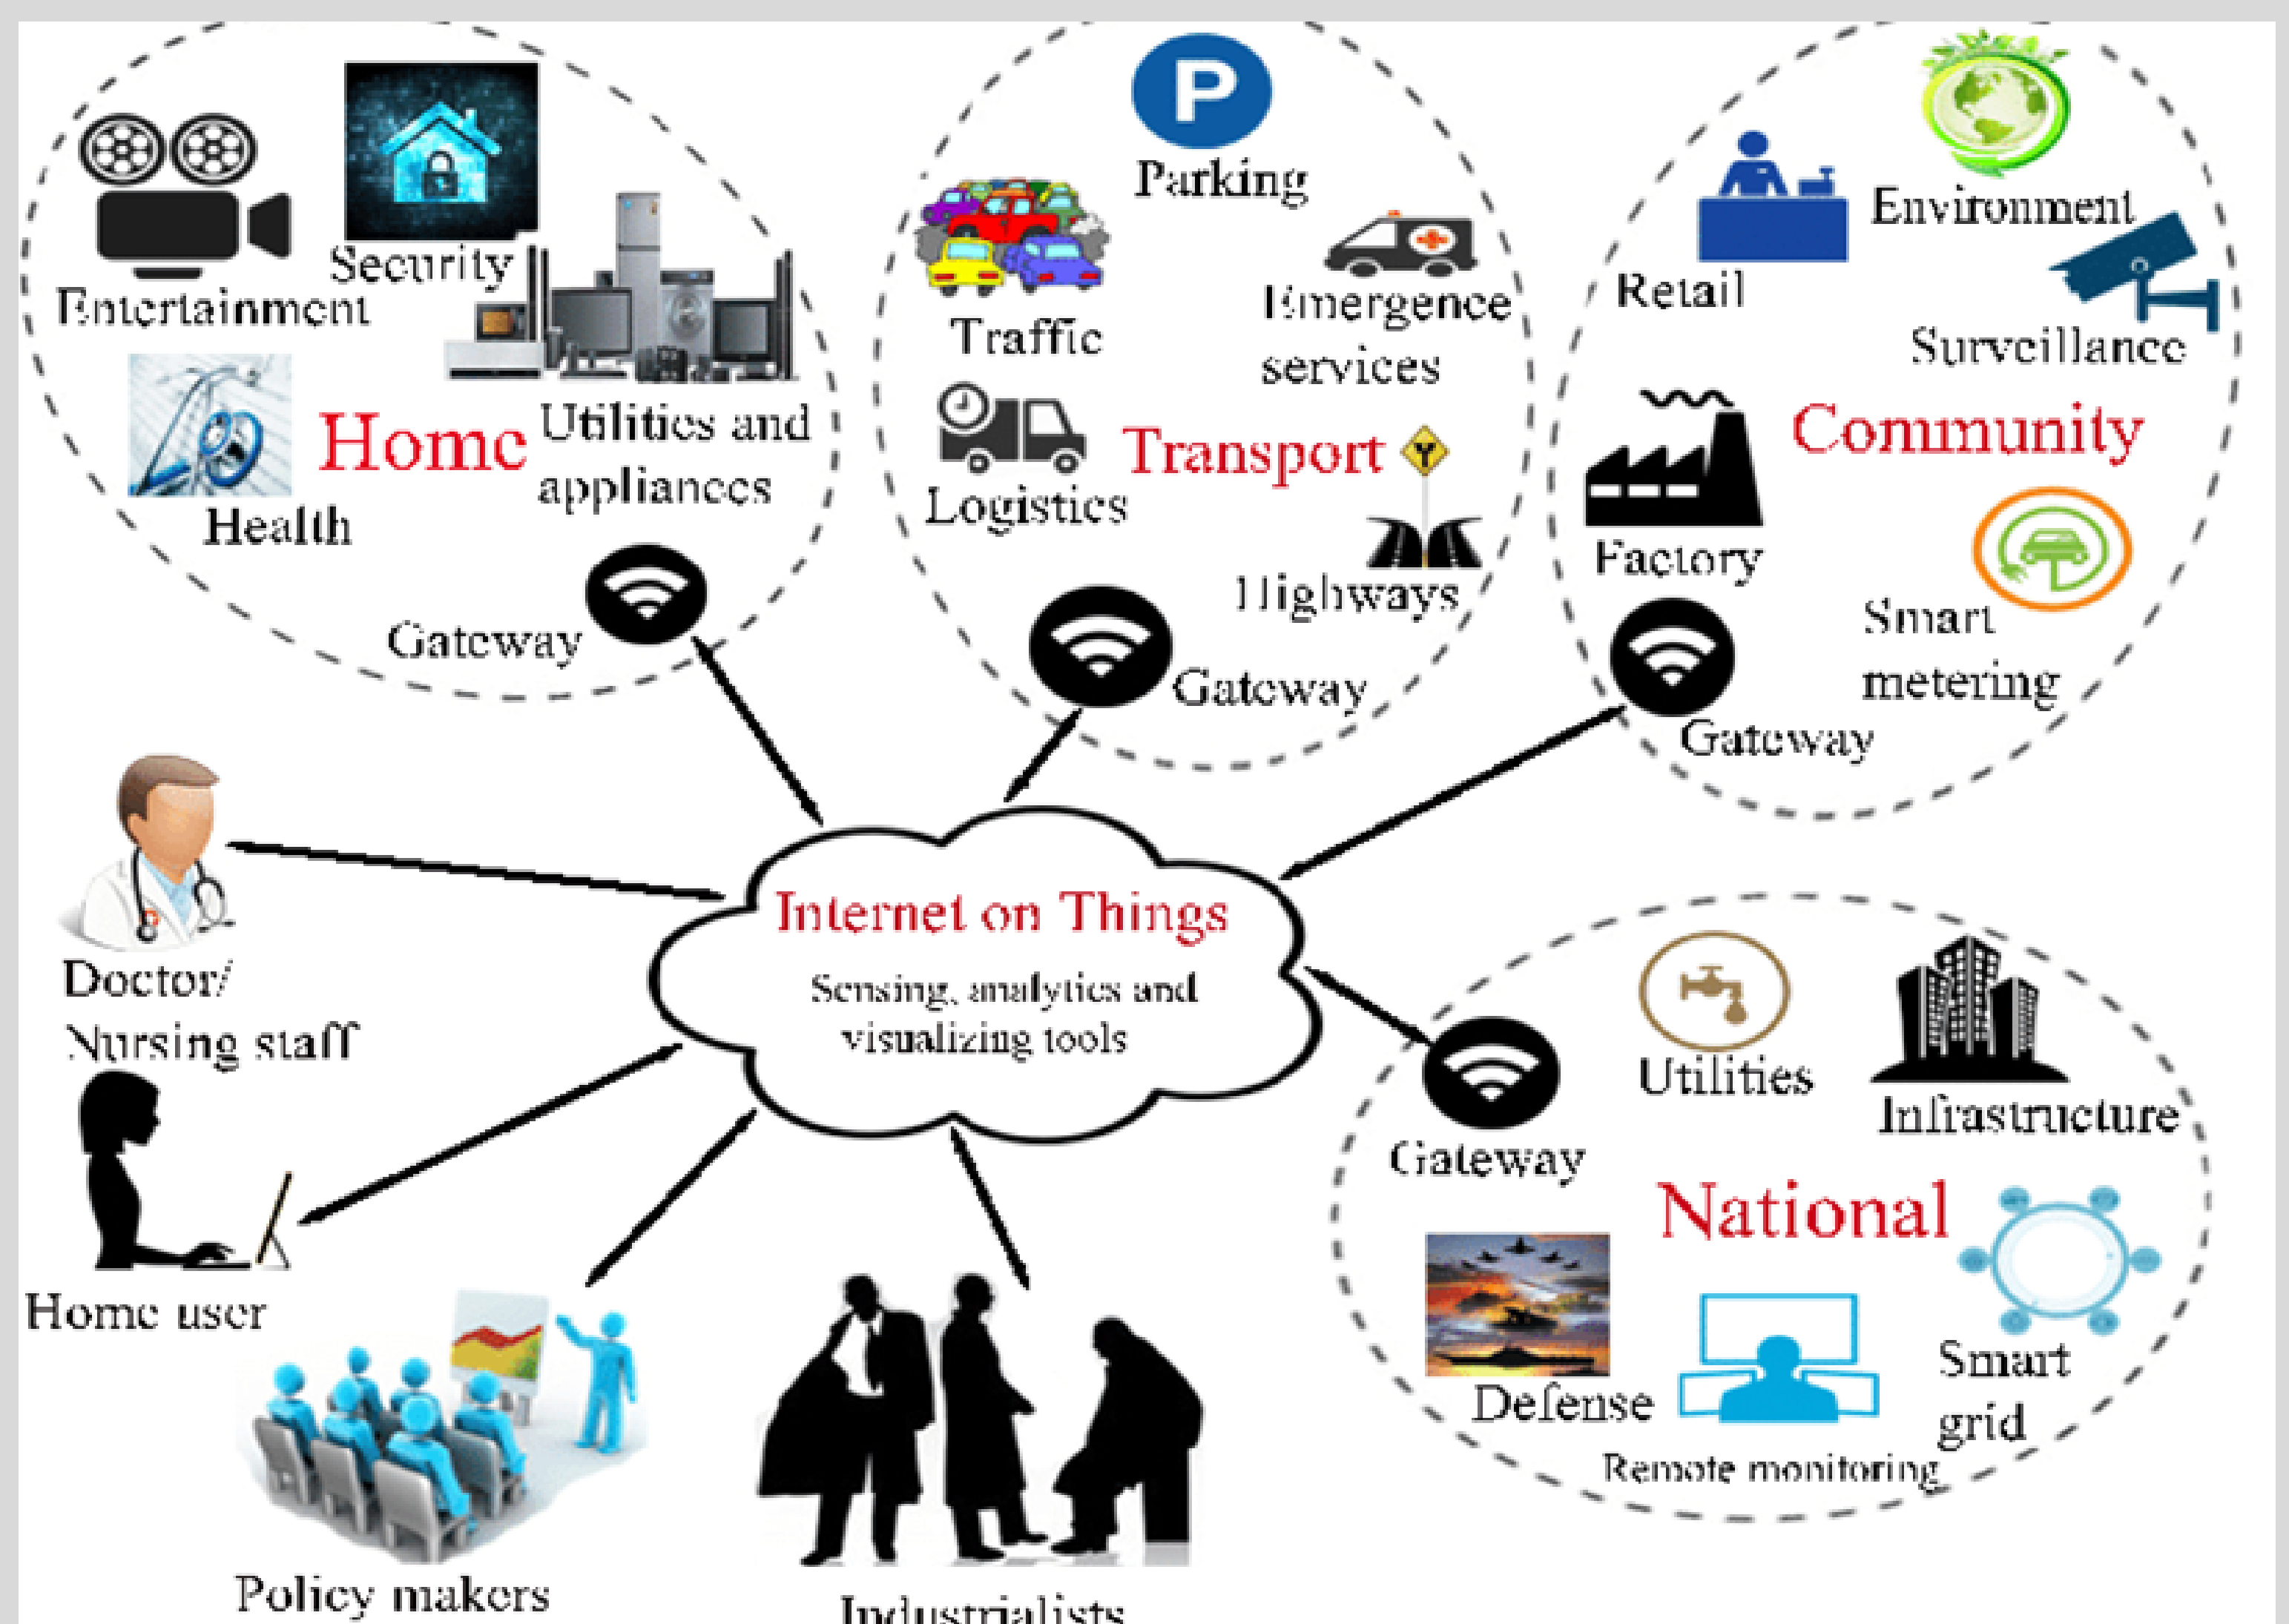 P
Parking
Environment
Security
Entertainment
Retail
Emergence
services
Traffic
Surveillance
Home
Utilities and
appliances
Transport
Community
Logistics
Health
Factory
Highways
Smart
metering
Gateway
Gateway
Gateway
Internet on Things
Sensing, analytics and
visualizing tools
Doctor/
Nursing staff
Utilities
Infrastructure
Gateway
National
Home user
Smart
grid
Defense
Remote monitoring
Policy makers
Industrialists